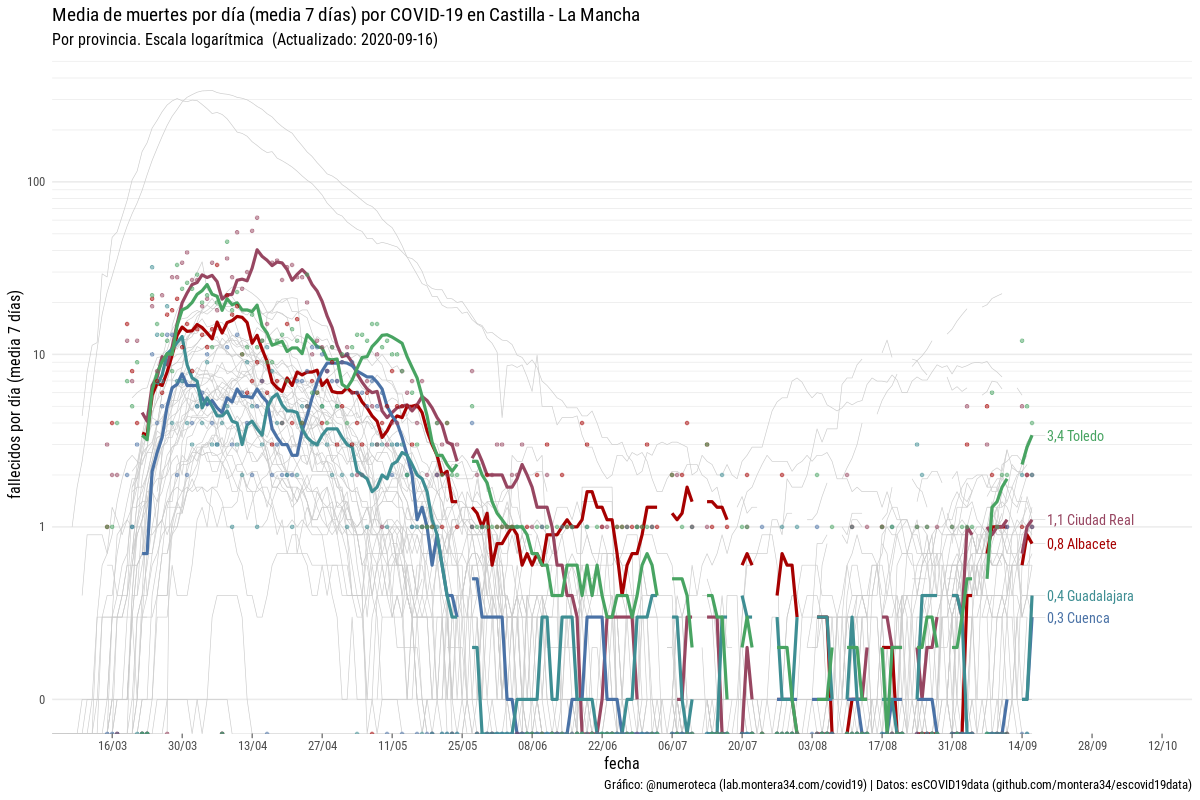 Media de muertes por día (media 7 días) por COVID-19 en Castilla - La Mancha
Por provincia. Escala logarítmica  (Actualizado: 2020-09-16)
fallecidos por día (media  7 días)
100
10
1
0
3,4 Toledo
1,1 Ciudad Real
0,8 Albacete
0,4 Guadalajara
0,3 Cuenca
16/03
30/03
13/04
27/04
11/05
25/05
08/06
22/06
06/07
20/07
03/08
17/08
31/08
14/09
28/09
12/10
fecha
Gráfico: @numeroteca (lab.montera34.com/covid19) | Datos: esCOVID19data (github.com/montera34/escovid19data)